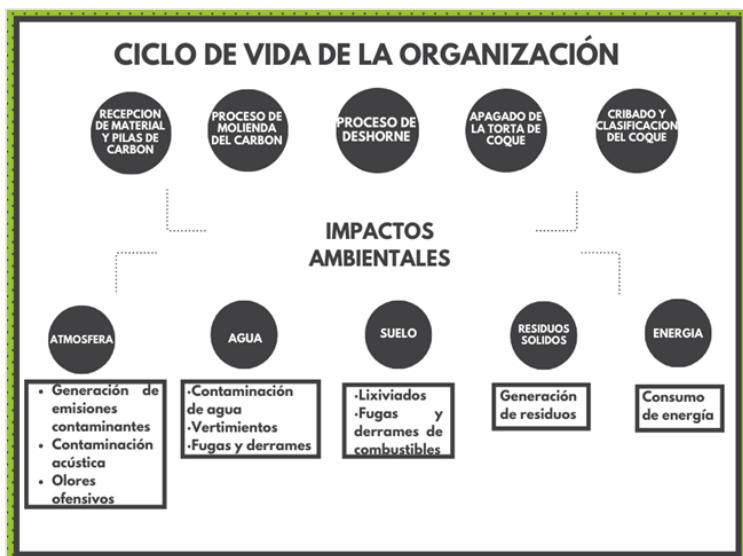 CICLO DE VIDA DE LA ORGANIZACIÓN
RECEPCION
DE MATERIAL
Y PILAS DE
CARBON
PROCESO DE
MOLIENDA
DEL CARBON
PROCESO DE
DESHORNE
APAGADO DE
LA TORTA DE
COQUE
CRIBADO Y
CLASIFICACION
DEL COQUE
IMPACTOS
AMBIENTALES
ATMOSFERA
AGUA
SUELO
RESIDUOS
SOLIDOS
ENERGIA
• Generación de
emisiones
contaminantes
• Contaminación
acústica
• Olores
ofensivos
•Contaminación
de agua
•Vertimientos
•Fugas y derrames
•Lixiviados
•Fugas y
derrames de
combustibles
Generación
de residuos
Consumo
de energía